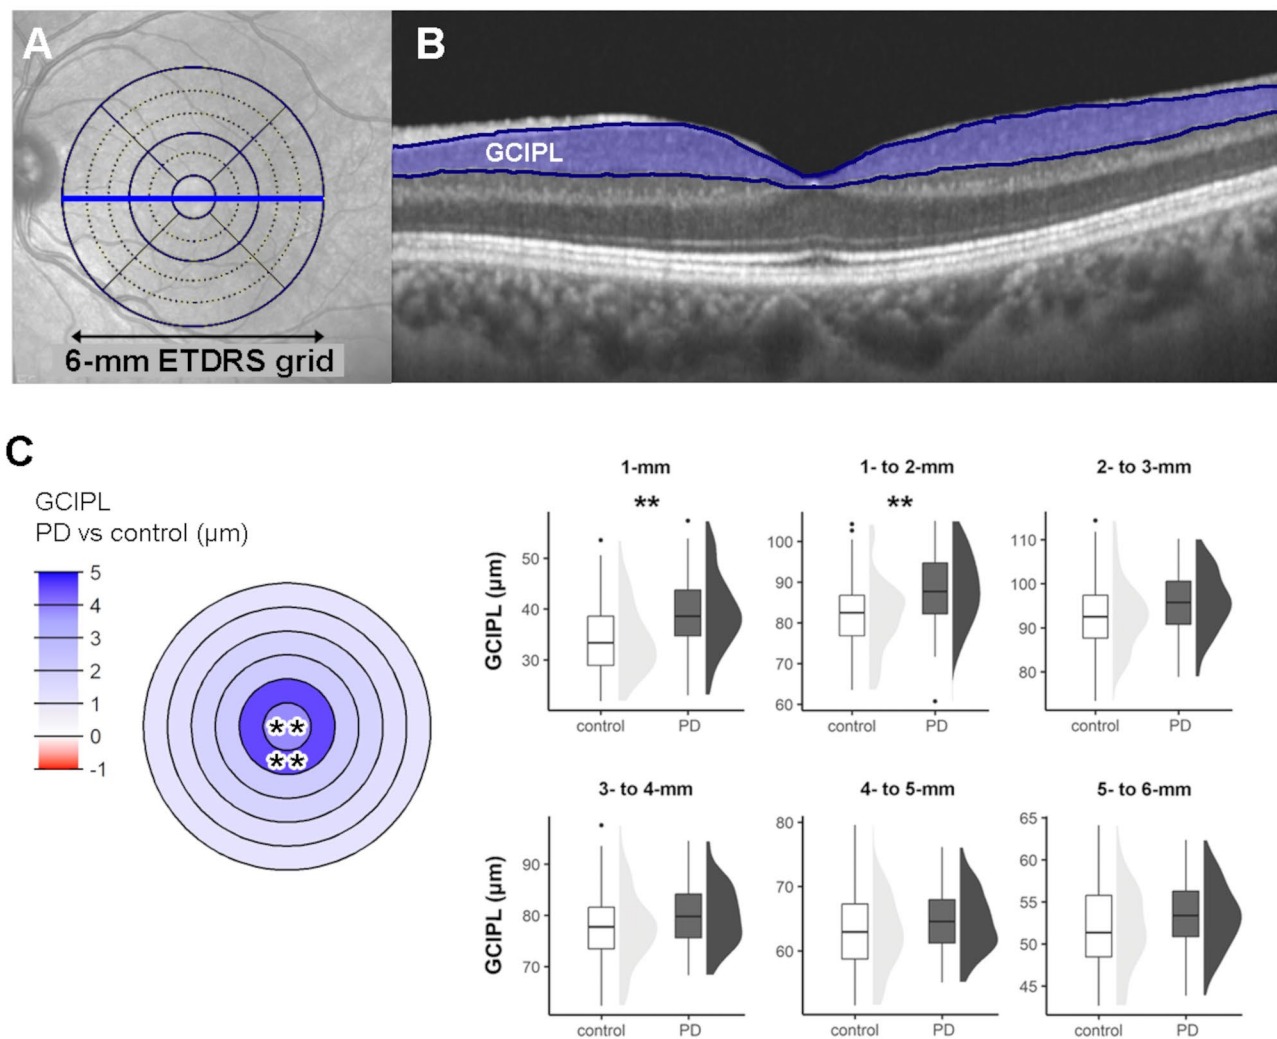 A
B
GCIPL
6-mm ETDRS grid
C
GCIPL
PD vs control (µm)
5
4
3
2
1
0
-1
**
**
1-mm
**
GCIPL (µm)
50
40
30
control
PD
1- to 2-mm
**
100
90
80
70
60
control
PD
2- to 3-mm
110
100
90
80
control
PD
3- to 4-mm
GCIPL (µm)
90
80
70
control
PD
4- to 5-mm
80
70
60
control
PD
5- to 6-mm
65
60
55
50
45
control
PD